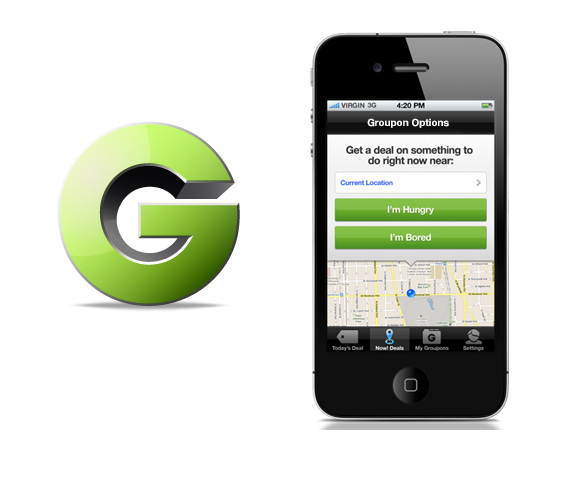 G
VIRGIN 3G 4:20 PM
Groupon Options
Get a deal on something to
do right now near:
Current Location
I'm Hungry
I'm Bored
G
Today's Deal Now! Deals My Groupons Settings